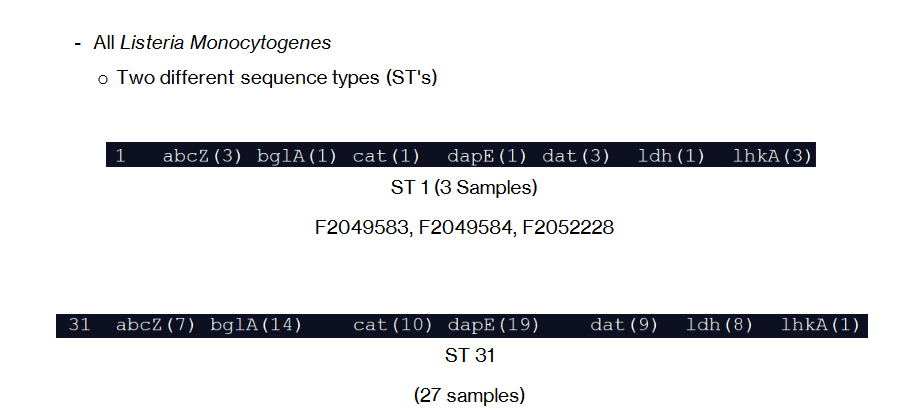 - All Listeria Monocytogenes
o Two different sequence types (ST's)
1 abcZ(3) bglA(1) cat(1) dapE(1) dat(3) ldh(1) lhkA(3)
ST 1 (3 Samples)
F2049583, F2049584, F2052228
31 abcZ(7) bglA(14) cat(10) dapE(19) dat(9) ldh(8) lhkA(1)
ST 31
(27 samples)